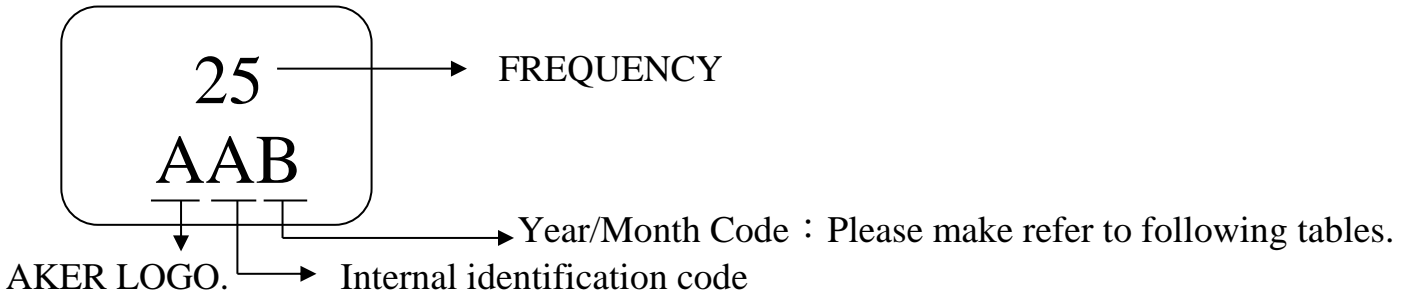 25
FREQUENCY
AAB
Year/Month Code：Please make refer to following tables.
AKER LOGO.
Internal identification code